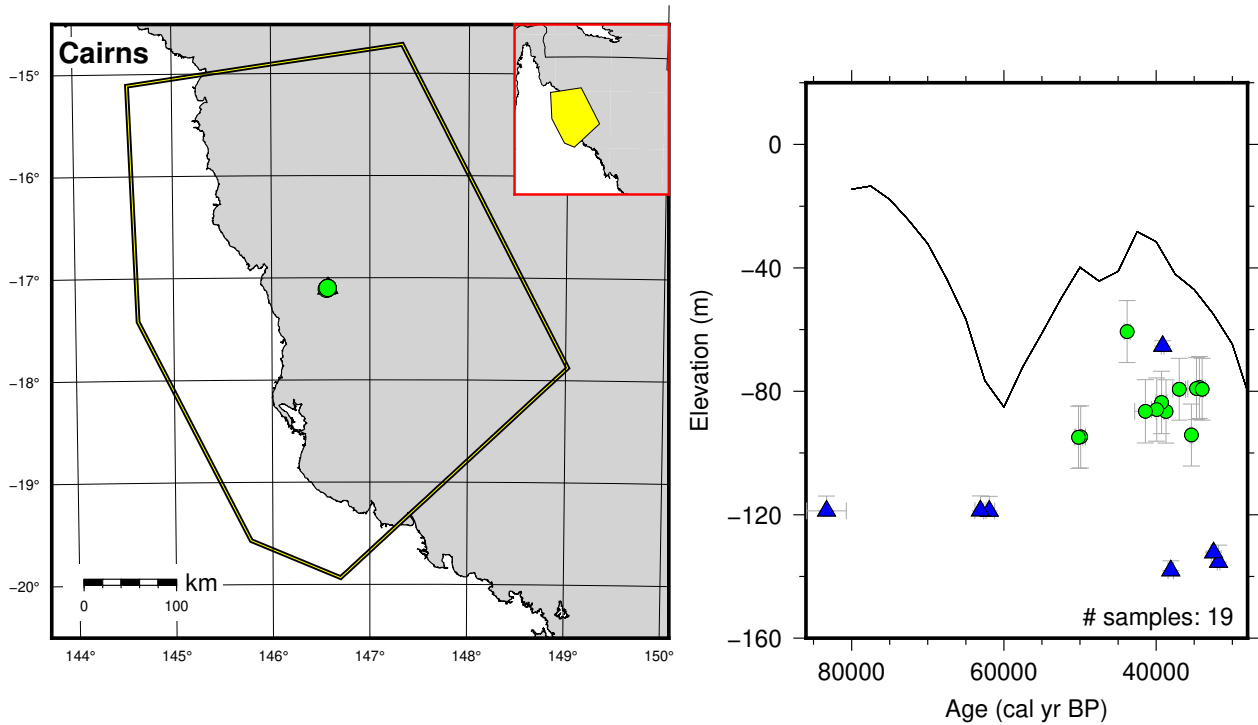 Cairns
−15°
−16°
−17°
−18°
−19°
−20°
km
0 100
144° 145° 146° 147° 148° 149° 150°
0
−40
−80
−120
−160
Elevation (m)
# samples: 19
80000 60000 40000
Age (cal yr BP)